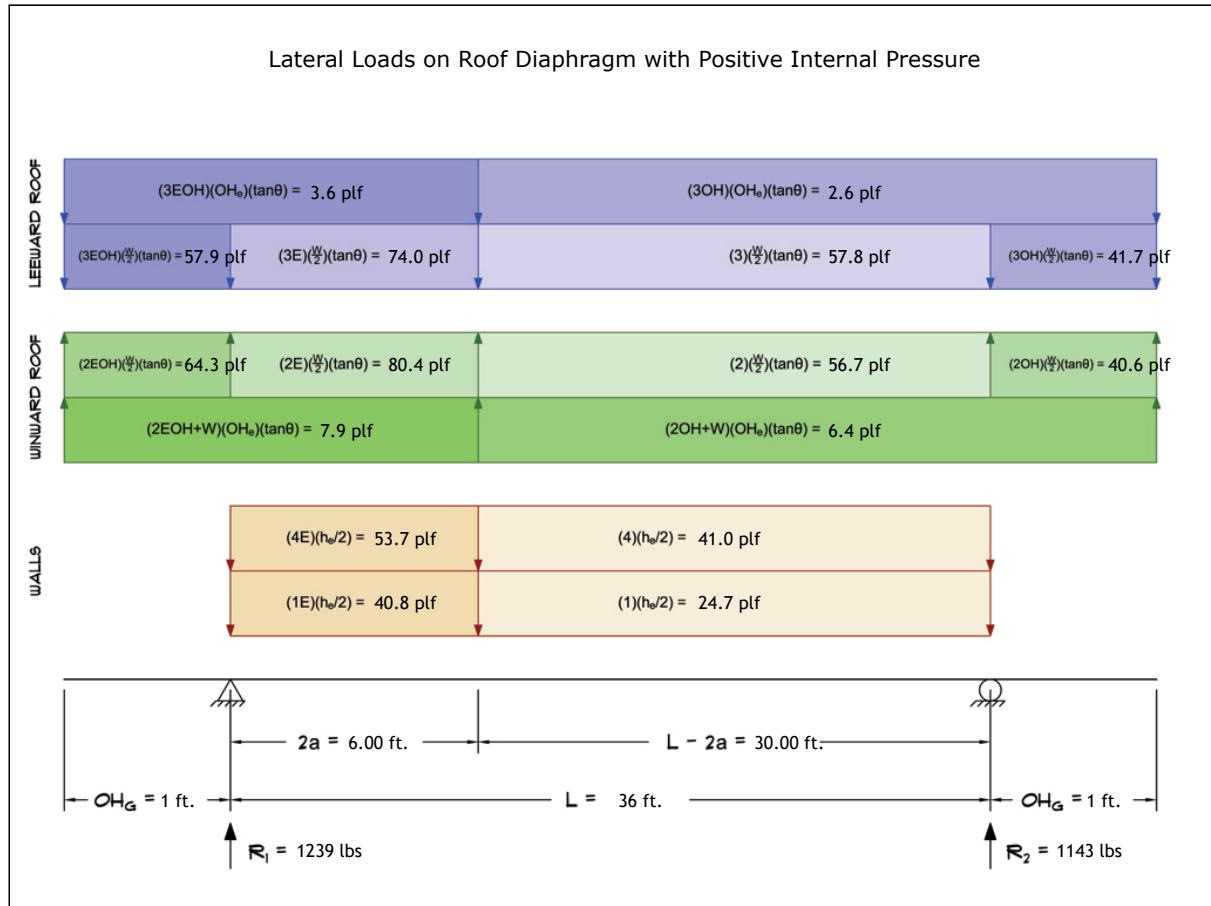 Lateral Loads on Roof Diaphragm with Positive Internal Pressure
LEEWARD ROOF
(3EOH)(OHₑ)(tanθ) = 3.6 plf
(3OH)(OHₑ)(tanθ) = 2.6 plf
(3EOH)(W/2)(tanθ) = 57.9 plf
(3E)(W/2)(tanθ) = 74.0 plf
(3)(W/2)(tanθ) = 57.8 plf
(3OH)(W/2)(tanθ) = 41.7 plf
WINWARD ROOF
(2EOH)(W/2)(tanθ) = 64.3 plf
(2E)(W/2)(tanθ) = 80.4 plf
(2)(W/2)(tanθ) = 56.7 plf
(2OH)(W/2)(tanθ) = 40.6 plf
(2EOH+W)(OHₑ)(tanθ) = 7.9 plf
(2OH+W)(OHₑ)(tanθ) = 6.4 plf
WALLS
(4E)(hₑ/2) = 53.7 plf
(4)(hₑ/2) = 41.0 plf
(1E)(hₑ/2) = 40.8 plf
(1)(hₑ/2) = 24.7 plf
2a = 6.00 ft.
L - 2a = 30.00 ft.
OH_G = 1 ft.
L = 36 ft.
OH_G = 1 ft.
R₁ = 1239 lbs
R₂ = 1143 lbs